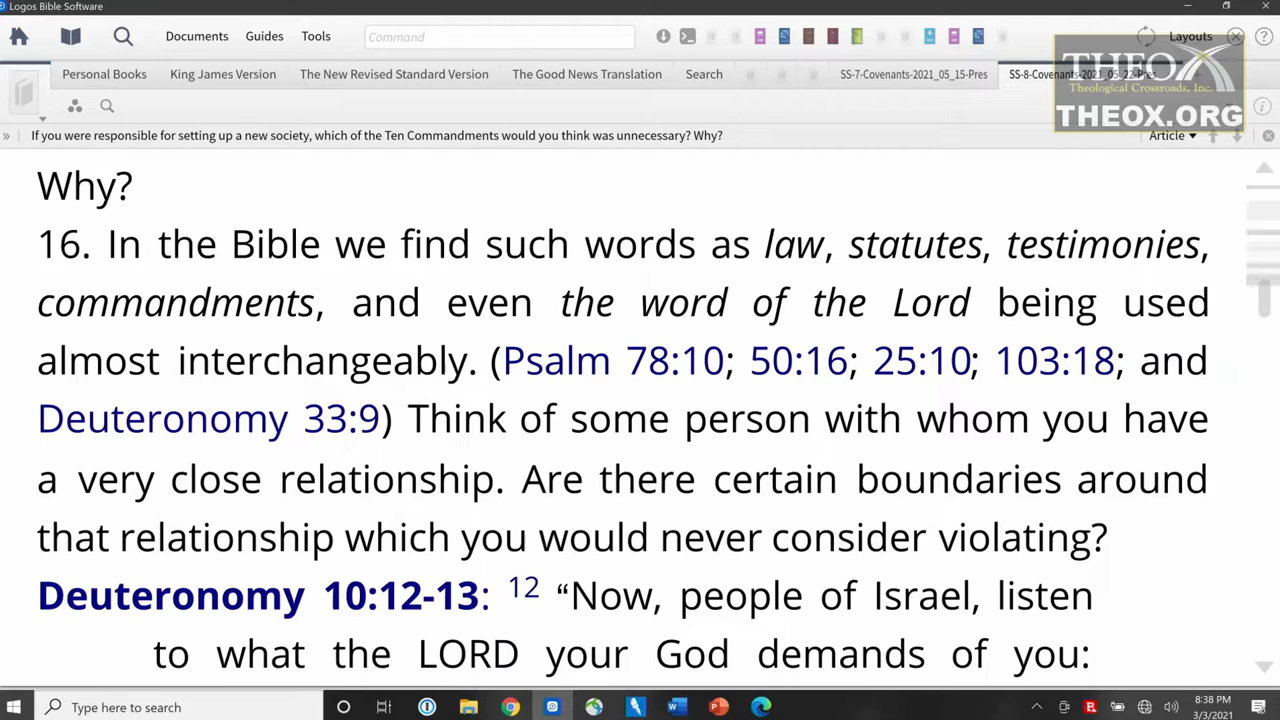 Logos Bible Software
Documents Guides Tools Command Layouts
Personal Books King James Version The New Revised Standard Version The Good News Translation Search SS-7-Covenants-2021_05_15-Pres SS-8-Covenants-2021_05_22-Pres
THEOX
Theological Crossroads, Inc.
THEOX.ORG
If you were responsible for setting up a new society, which of the Ten Commandments would you think was unnecessary? Why? Article
Why?
16. In the Bible we find such words as law, statutes, testimonies,
commandments, and even the word of the Lord being used
almost interchangeably. (Psalm 78:10; 50:16; 25:10; 103:18; and
Deuteronomy 33:9) Think of some person with whom you have
a very close relationship. Are there certain boundaries around
that relationship which you would never consider violating?
Deuteronomy 10:12-13: 12 “Now, people of Israel, listen
to what the LORD your God demands of you:
Type here to search
8:38 PM
3/3/2021